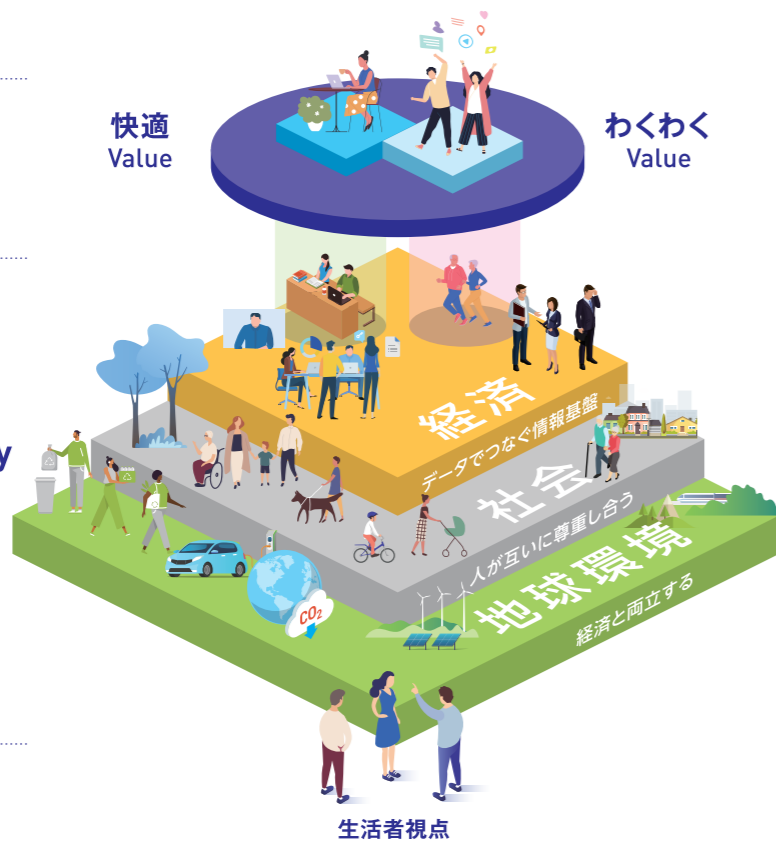 快適
Value
わくわく
Value
経済
データでつなぐ情報基盤
社会
人が互いに尊重し合う
y
地球環境
経済と両立する
CO₂
生活者視点